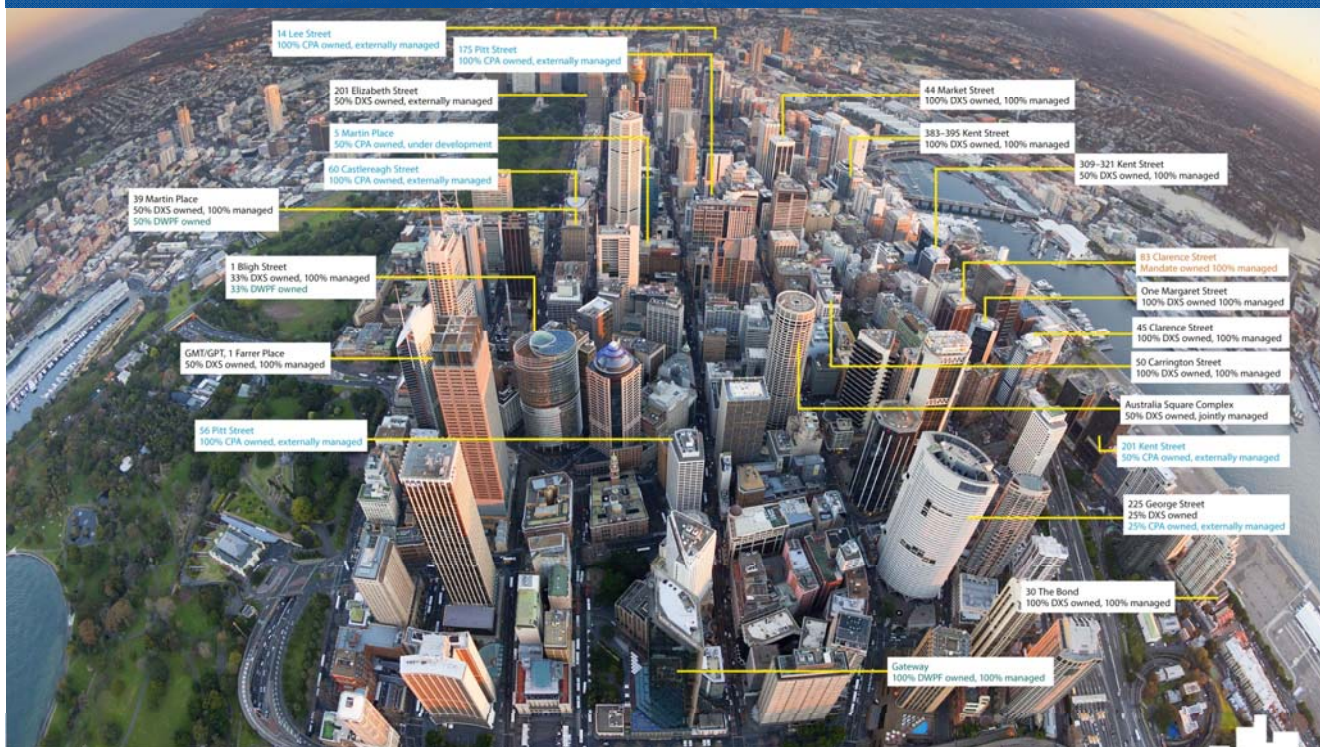 14 Lee Street
100% CPA owned, externally managed
175 Pitt Street
100% CPA owned, externally managed
201 Elizabeth Street
50% DXS owned, externally managed
5 Martin Place
50% CPA owned, under development
60 Castlereagh Street
100% CPA owned, externally managed
39 Martin Place
50% DXS owned, 100% managed
50% DWPF owned
1 Bligh Street
33% DXS owned, 100% managed
33% DWPF owned
GMT/GPT, 1 Farrer Place
50% DXS owned, 100% managed
56 Pitt Street
100% CPA owned, externally managed
44 Market Street
100% DXS owned, 100% managed
383–395 Kent Street
100% DXS owned, 100% managed
309–321 Kent Street
50% DXS owned, 100% managed
83 Clarence Street
Mandate owned 100% managed
One Margaret Street
100% DXS owned 100% managed
45 Clarence Street
100% DXS owned, 100% managed
50 Carrington Street
100% DXS owned, 100% managed
Australia Square Complex
50% DXS owned, jointly managed
201 Kent Street
50% CPA owned, externally managed
225 George Street
25% DXS owned
25% CPA owned, externally managed
30 The Bond
100% DXS owned, 100% managed
Gateway
100% DWPF owned, 100% managed